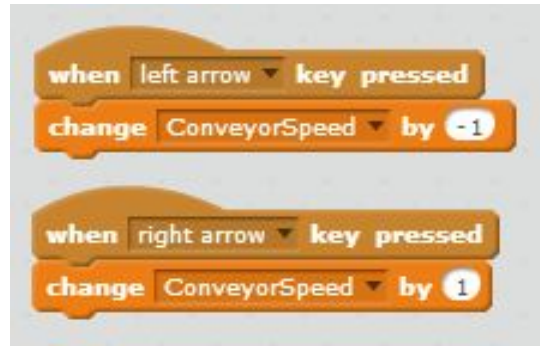 when left arrow key pressed
change ConveyorSpeed by -1
when right arrow key pressed
change ConveyorSpeed by 1